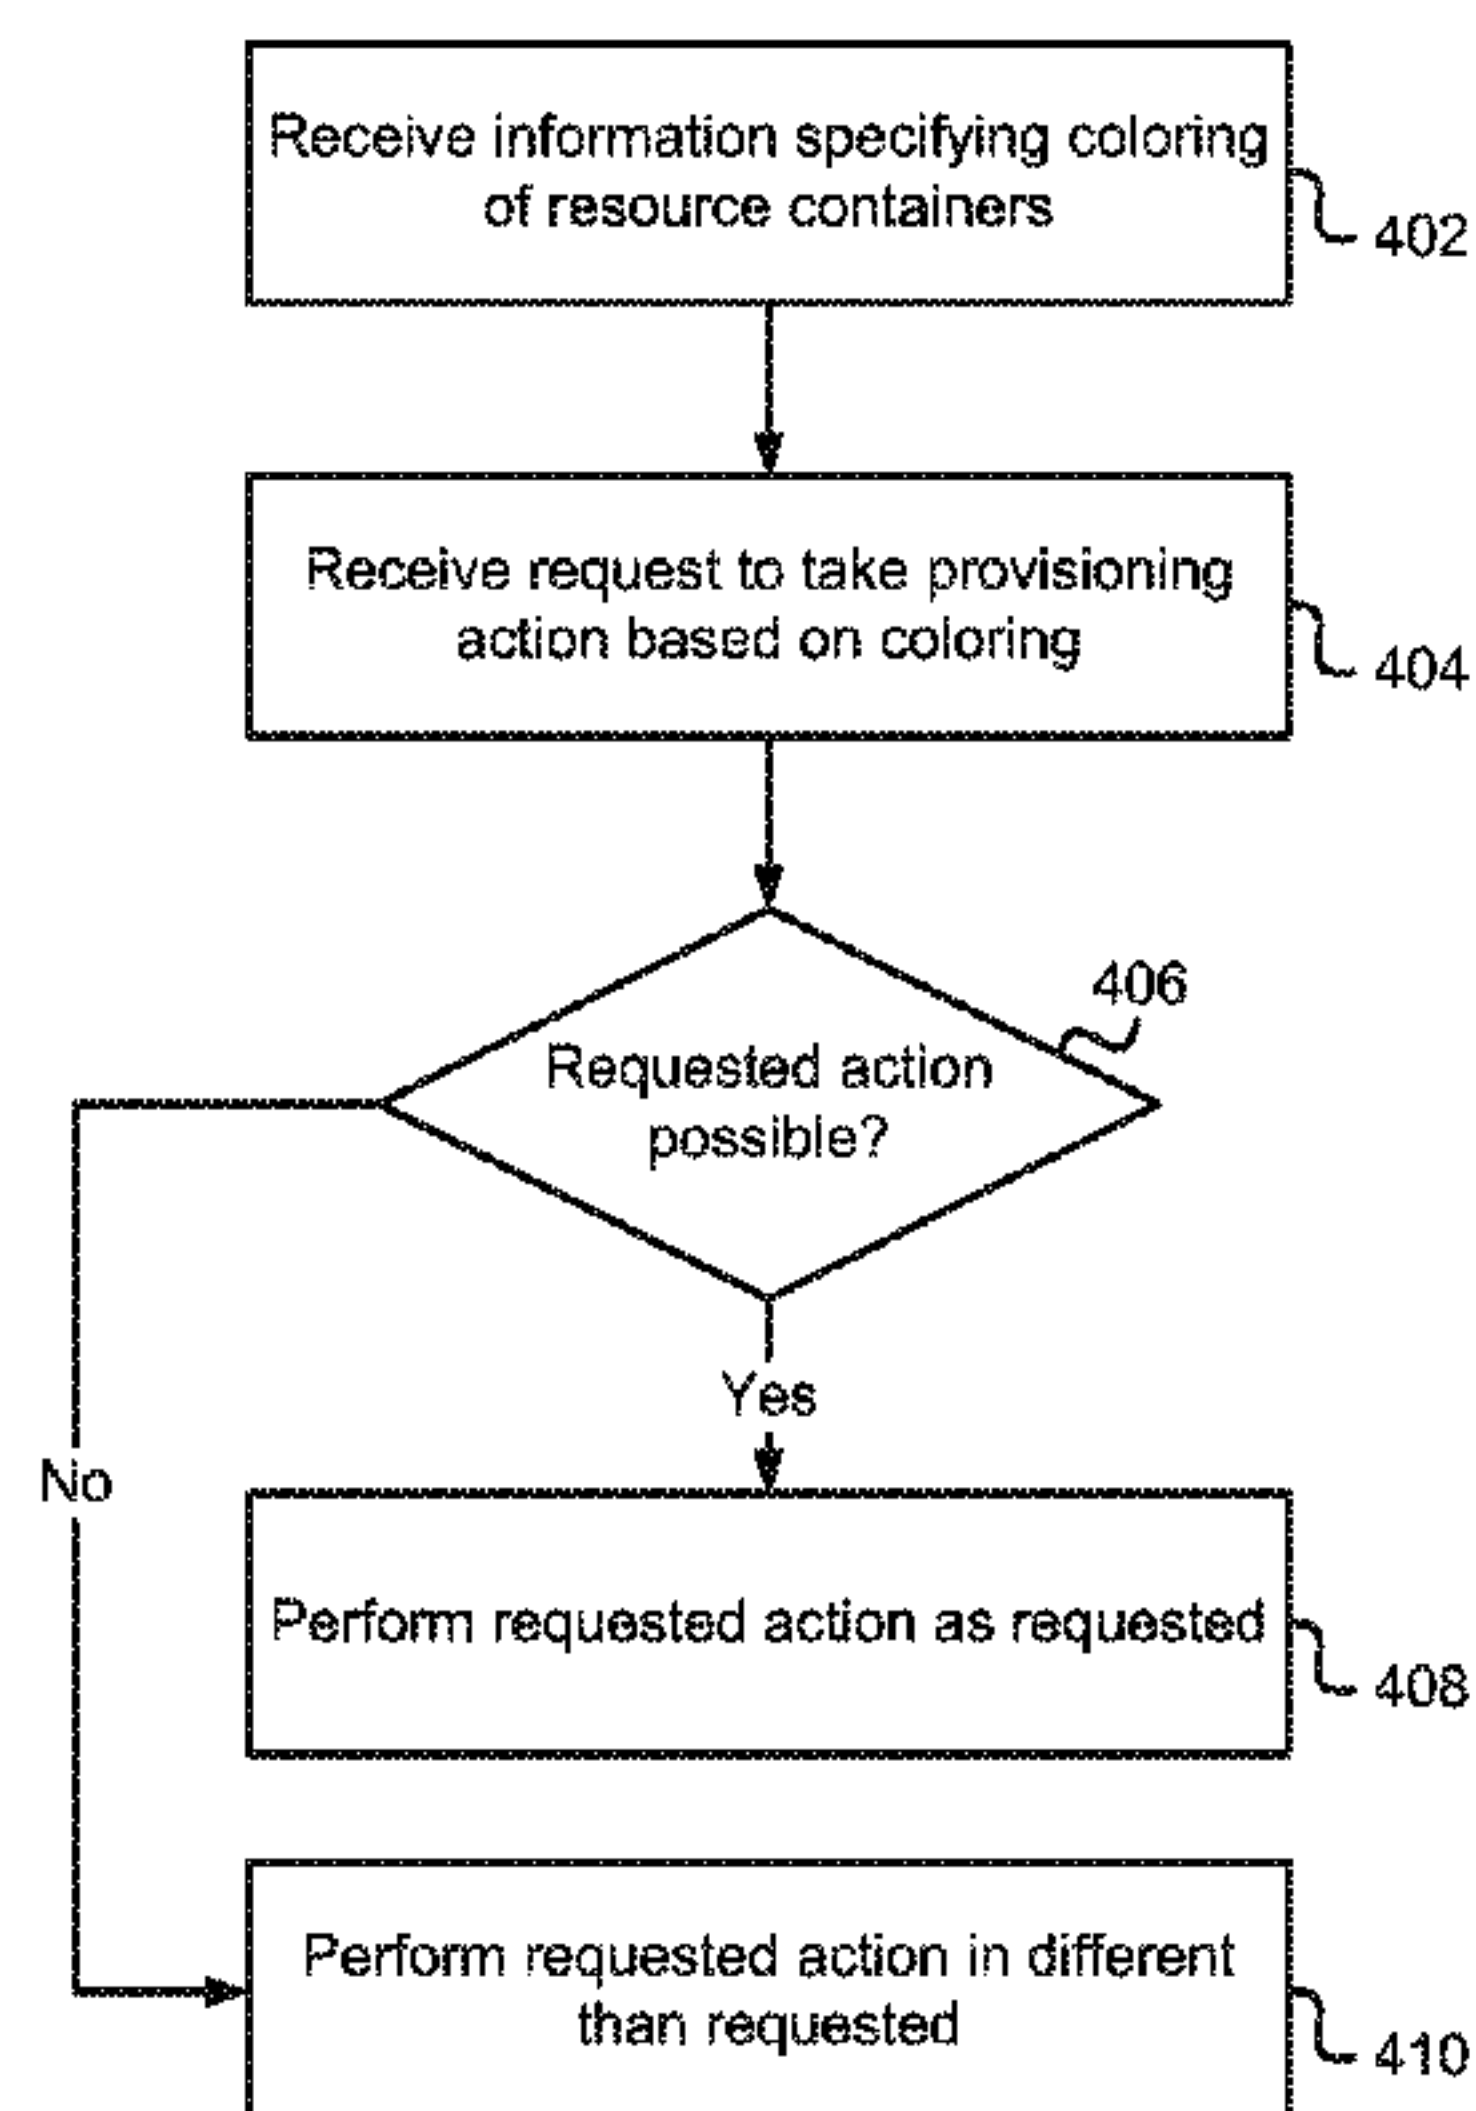 Receive information specifying coloring
of resource containers
402
Receive request to take provisioning
action based on coloring
404
406
Requested action
possible?
Yes
No
Perform requested action as requested
408
Perform requested action in different
than requested
410